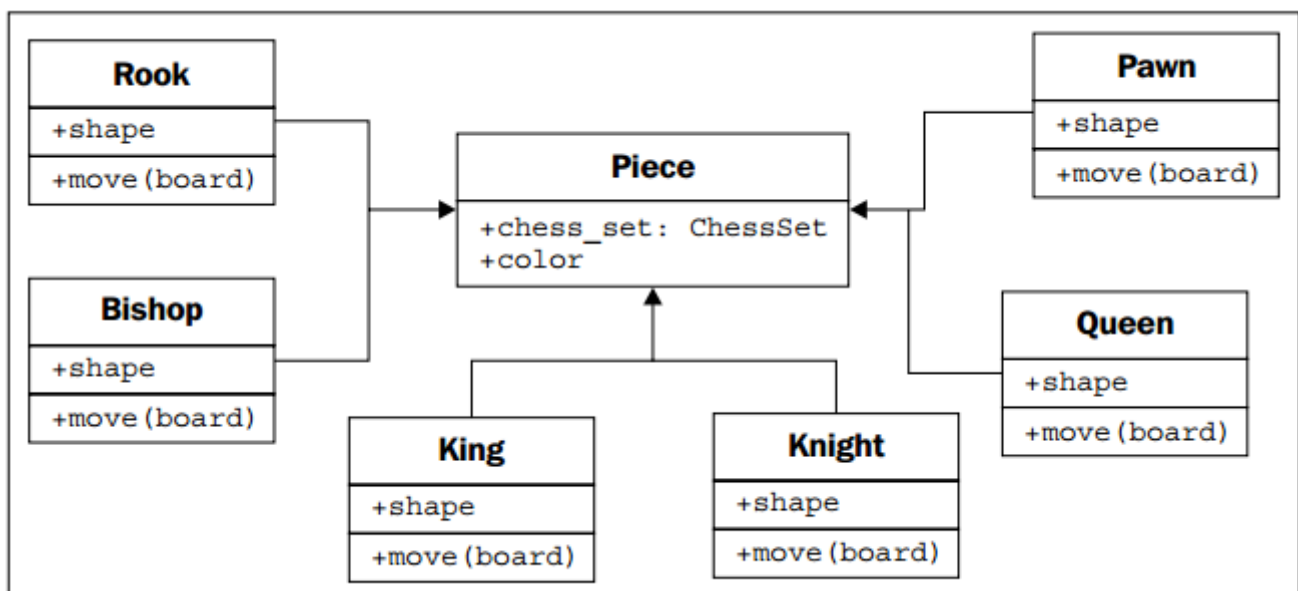 Rook
+shape
+move(board)
Pawn
+shape
+move(board)
Piece
+chess_set: ChessSet
+color
Bishop
+shape
+move(board)
Queen
+shape
+move(board)
King
+shape
+move(board)
Knight
+shape
+move(board)